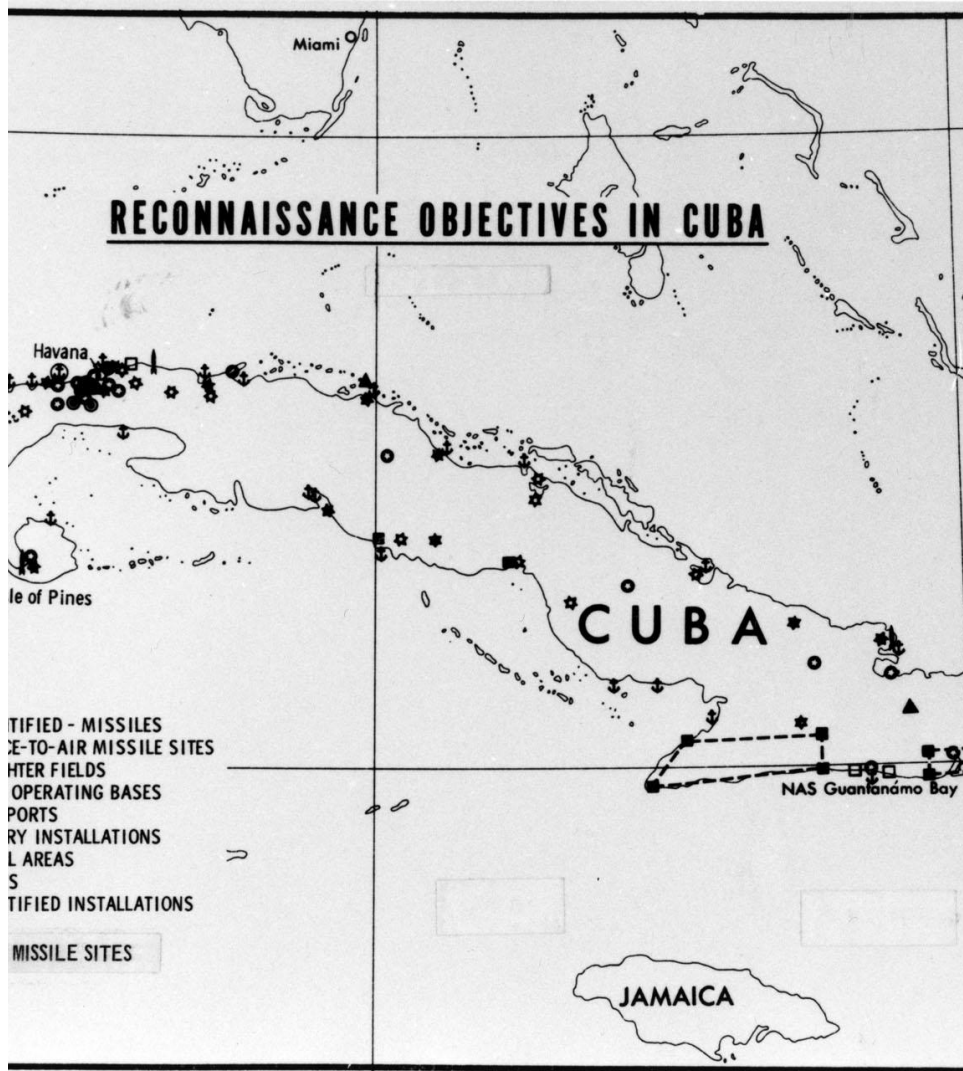 Miami
RECONNAISSANCE OBJECTIVES IN CUBA
Havana
le of Pines
CUBA
TIFIED - MISSILES
CE-TO-AIR MISSILE SITES
HTER FIELDS
OPERATING BASES
PORTS
RY INSTALLATIONS
L AREAS
S
TIFIED INSTALLATIONS
MISSILE SITES
NAS Guantanámo Bay
JAMAICA